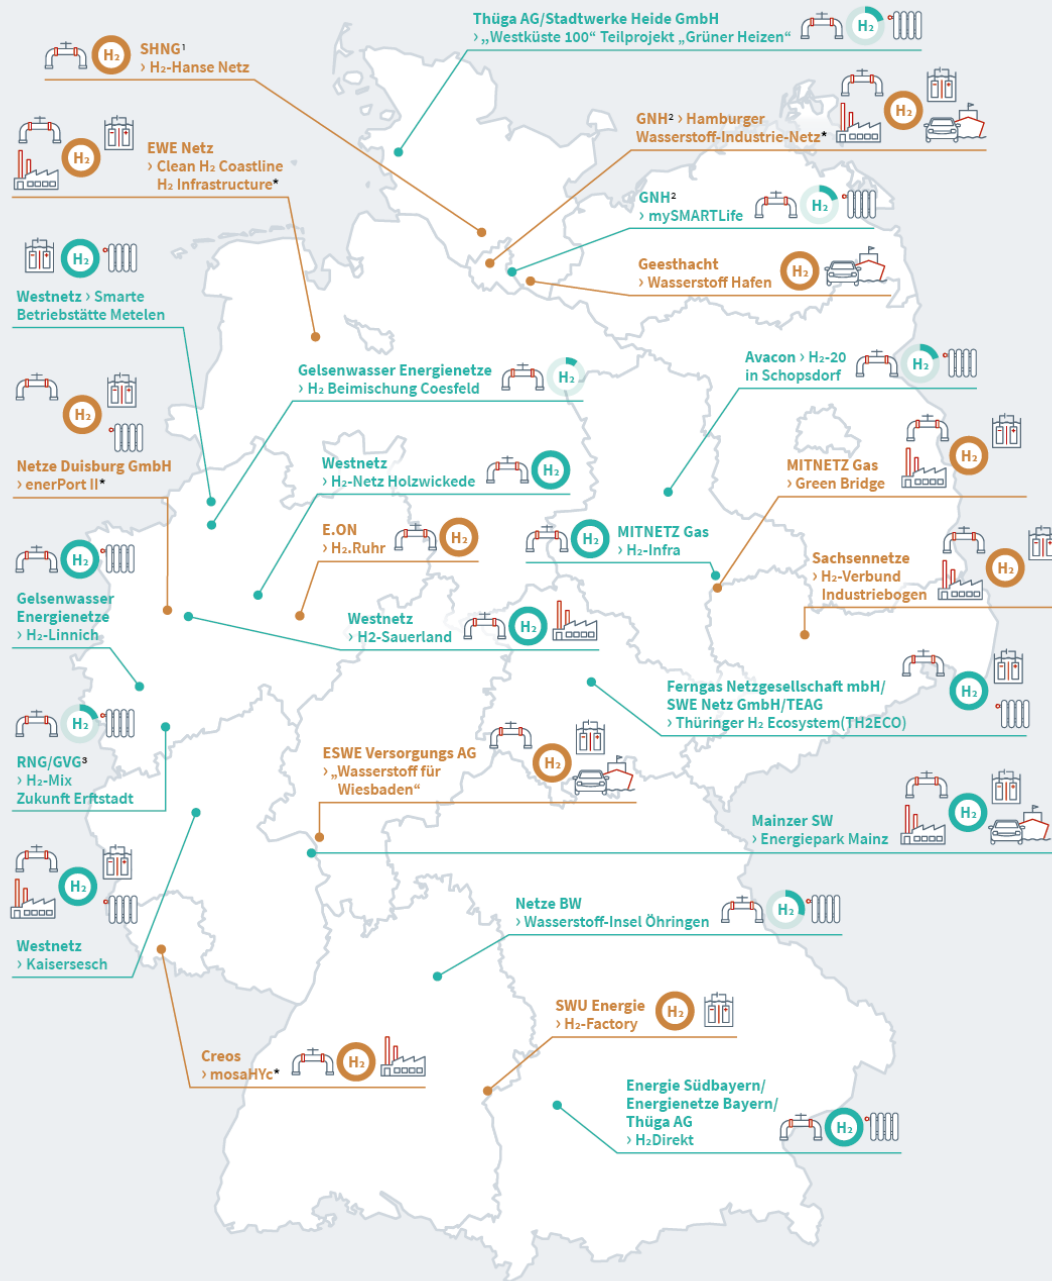 Thüga AG/Stadtwerke Heide GmbH
› „Westküste 100“ Teilprojekt „Grüner Heizen“
H₂
H₂
SHNG¹
› H₂-Hanse Netz
GNH² › Hamburger
Wasserstoff-Industrie-Netz*
H₂
H₂
EWE Netz
› Clean H₂ Coastline
H₂ Infrastructure*
GNH²
› mySMARTLife
H₂
H₂
Westnetz › Smarte
Betriebstätte Metelen
Geesthacht
› Wasserstoff Hafen
H₂
Gelsenwasser Energienetze
› H₂ Beimischung Coesfeld
H₂
Avacon › H₂-20
in Schopsdorf
H₂
H₂
Netze Duisburg GmbH
› enerPort II*
Westnetz
› H₂-Netz Holzwickede
H₂
MITNETZ Gas
› Green Bridge
H₂
E.ON
› H₂.Ruhr
H₂
H₂
MITNETZ Gas
› H₂-Infra
Sachsennetze
› H₂-Verbund
Industriebogen
H₂
H₂
Gelsenwasser
Energienetze
› H₂-Linnich
Westnetz
› H2-Sauerland
H₂
Ferngas Netzgesellschaft mbH/
SWE Netz GmbH/TEAG
› Thüringer H₂ Ecosystem(TH2ECO)
H₂
H₂
RNG/GVG³
› H₂-Mix
Zukunft Erftstadt
ESWE Versorgungs AG
› „Wasserstoff für
Wiesbaden“
H₂
Mainzer SW
› Energiepark Mainz
H₂
H₂
Westnetz
› Kaisersesch
Netze BW
› Wasserstoff-Insel Öhringen
H₂
SWU Energie
› H₂-Factory
H₂
Creos
› mosaHYc*
H₂
Energie Südbayern/
Energienetze Bayern/
Thüga AG
› H₂Direkt
H₂